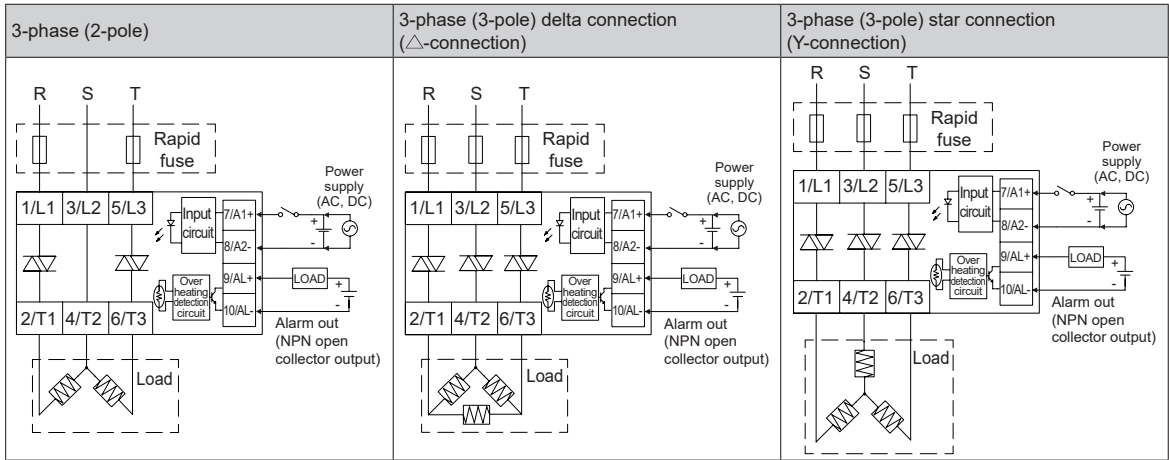 3-phase (2-pole)
R S T
Rapid
fuse
Power
supply
(AC, DC)
1/L1 3/L2 5/L3
Input
circuit
7/A1+
+
-
8/A2-
Over
heating
detection
circuit
9/AL+
LOAD
+
-
10/AL-
2/T1 4/T2 6/T3
Alarm out
(NPN open
collector output)
Load
3-phase (3-pole) delta connection
(△-connection)
R S T
Rapid
fuse
Power
supply
(AC, DC)
1/L1 3/L2 5/L3
Input
circuit
7/A1+
+
-
8/A2-
Over
heating
detection
circuit
9/AL+
LOAD
+
-
10/AL-
2/T1 4/T2 6/T3
Alarm out
(NPN open
collector output)
Load
3-phase (3-pole) star connection
(Y-connection)
R S T
Rapid
fuse
Power
supply
(AC, DC)
1/L1 3/L2 5/L3
Input
circuit
7/A1+
+
-
8/A2-
Over
heating
detection
circuit
9/AL+
LOAD
+
-
10/AL-
2/T1 4/T2 6/T3
Alarm out
(NPN open
collector output)
Load